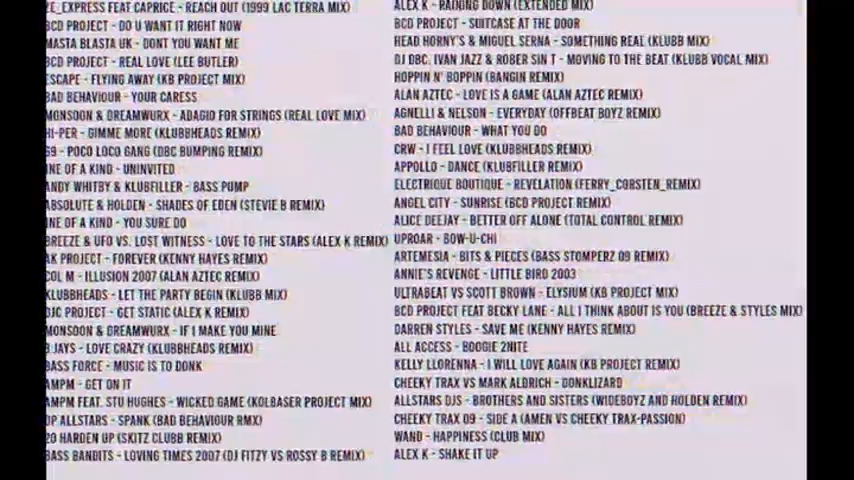 ZE_EXPRESS FEAT CAPRICE - REACH OUT (1999 LAC TERRA MIX)
BCD PROJECT - DO U WANT IT RIGHT NOW
MASTA BLASTA UK - DONT YOU WANT ME
BCD PROJECT - REAL LOVE (LEE BUTLER)
ESCAPE - FLYING AWAY (KB PROJECT MIX)
BAD BEHAVIOUR - YOUR CARESS
MONSOON & DREAMWURX - ADAGIO FOR STRINGS (REAL LOVE MIX)
HI-PER - GIMME MORE (KLUBBHEADS REMIX)
69 - POCO LOCO GANG (DBC BUMPING REMIX)
INE OF A KIND - UNINVITED
ANDY WHITBY & KLUBFILLER - BASS PUMP
ABSOLUTE & HOLDEN - SHADES OF EDEN (STEVIE B REMIX)
INE OF A KIND - YOU SURE DO
BREEZE & UFO VS. LOST WITNESS - LOVE TO THE STARS (ALEX K REMIX)
AK PROJECT - FOREVER (KENNY HAYES REMIX)
COL M - ILLUSION 2007 (ALAN AZTEC REMIX)
KLUBBHEADS - LET THE PARTY BEGIN (KLUBB MIX)
DJC PROJECT - GET STATIC (ALEX K REMIX)
MONSOON & DREAMWURX - IF I MAKE YOU MINE
B JAYS - LOVE CRAZY (KLUBBHEADS REMIX)
BASS FORCE - MUSIC IS TO DONK
AMPM - GET ON IT
AMPM FEAT. STU HUGHES - WICKED GAME (KOLBASER PROJECT MIX)
UP ALLSTARS - SPANK (BAD BEHAVIOUR RMX)
20 HARDEN UP (SKITZ CLUBB REMIX)
BASS BANDITS - LOVING TIMES 2007 (DJ FITZY VS ROSSY B REMIX)
ALEX K - RAINING DOWN (EXTENDED MIX)
BCD PROJECT - SUITCASE AT THE DOOR
HEAD HORNY'S & MIGUEL SERNA - SOMETHING REAL (KLUBB MIX)
DJ DBC, IVAN JAZZ & ROBER SIN T - MOVING TO THE BEAT (KLUBB VOCAL MIX)
HOPPIN N' BOPPIN (BANGIN REMIX)
ALAN AZTEC - LOVE IS A GAME (ALAN AZTEC REMIX)
AGNELLI & NELSON - EVERYDAY (OFFBEAT BOYZ REMIX)
BAD BEHAVIOUR - WHAT YOU DO
CRW - I FEEL LOVE (KLUBBHEADS REMIX)
APPOLLO - DANCE (KLUBFILLER REMIX)
ELECTRIQUE BOUTIQUE - REVELATION (FERRY_CORSTEN_REMIX)
ANGEL CITY - SUNRISE (BCD PROJECT REMIX)
ALICE DEEJAY - BETTER OFF ALONE (TOTAL CONTROL REMIX)
UPROAR - BOW-U-CHI
ARTEMESIA - BITS & PIECES (BASS STOMPERZ 09 REMIX)
ANNIE'S REVENGE - LITTLE BIRD 2003
ULTRABEAT VS SCOTT BROWN - ELYSIUM (KB PROJECT MIX)
BCD PROJECT FEAT BECKY LANE - ALL I THINK ABOUT IS YOU (BREEZE & STYLES MIX)
DARREN STYLES - SAVE ME (KENNY HAYES REMIX)
ALL ACCESS - BOOGIE 2NITE
KELLY LLORENNA - I WILL LOVE AGAIN (KB PROJECT REMIX)
CHEEKY TRAX VS MARK ALDRICH - DONKLIZARD
ALLSTARS DJS - BROTHERS AND SISTERS (WIDEBOYZ AND HOLDEN REMIX)
CHEEKY TRAX 09 - SIDE A (AMEN VS CHEEKY TRAX-PASSION)
WAND - HAPPINESS (CLUB MIX)
ALEX K - SHAKE IT UP